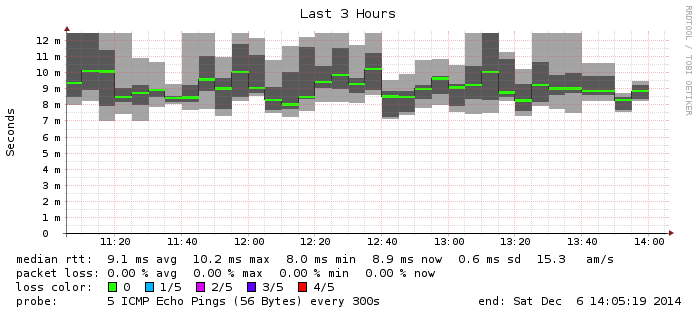 Last 3 Hours
RRDTOOL / TOBI OETIKER
Seconds
12 m
11 m
10 m
9 m
8 m
7 m
6 m
5 m
4 m
3 m
2 m
1 m
0
11:20 11:40 12:00 12:20 12:40 13:00 13:20 13:40 14:00
median rtt: 9.1 ms avg 10.2 ms max 8.0 ms min 8.9 ms now 0.6 ms sd 15.3 am/s
packet loss: 0.00 % avg 0.00 % max 0.00 % min 0.00 % now
loss color: 0 1/5 2/5 3/5 4/5
probe: 5 ICMP Echo Pings (56 Bytes) every 300s end: Sat Dec 6 14:05:19 2014